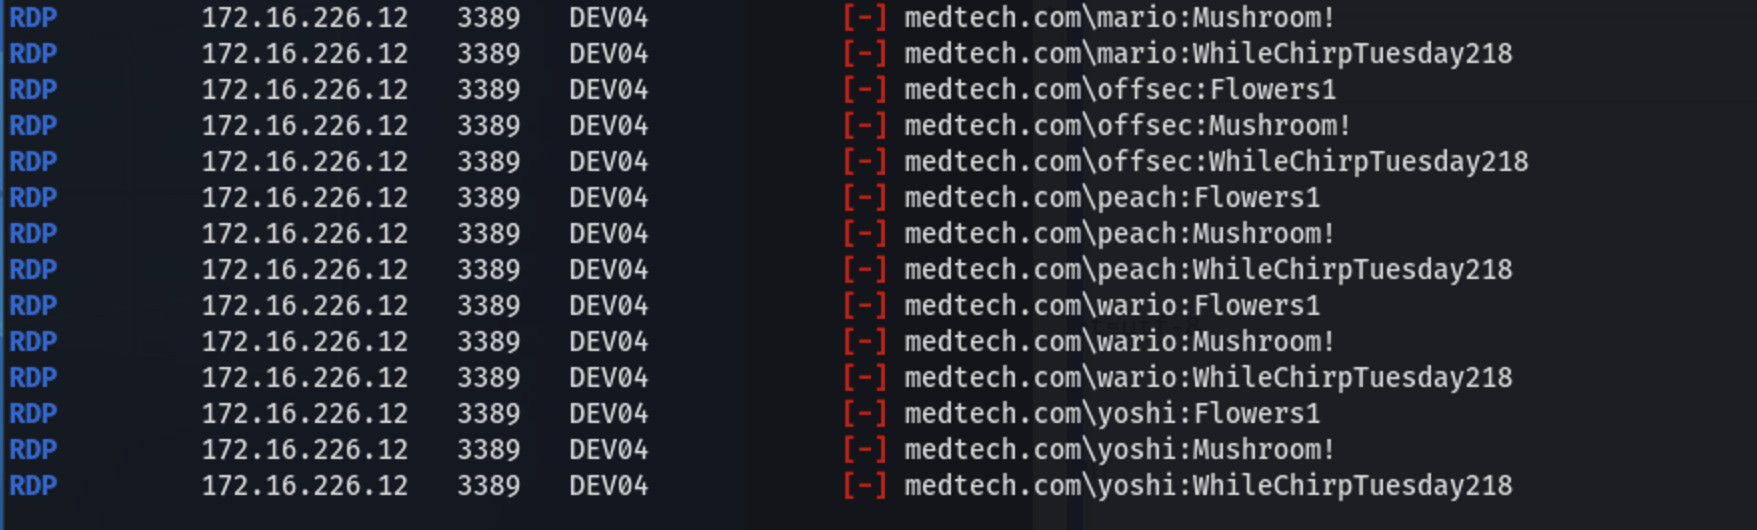 RDP 172.16.226.12 3389 DEV04 [-] medtech.com\mario:Mushroom!
RDP 172.16.226.12 3389 DEV04 [-] medtech.com\mario:WhileChirpTuesday218
RDP 172.16.226.12 3389 DEV04 [-] medtech.com\offsec:Flowers1
RDP 172.16.226.12 3389 DEV04 [-] medtech.com\offsec:Mushroom!
RDP 172.16.226.12 3389 DEV04 [-] medtech.com\offsec:WhileChirpTuesday218
RDP 172.16.226.12 3389 DEV04 [-] medtech.com\peach:Flowers1
RDP 172.16.226.12 3389 DEV04 [-] medtech.com\peach:Mushroom!
RDP 172.16.226.12 3389 DEV04 [-] medtech.com\peach:WhileChirpTuesday218
RDP 172.16.226.12 3389 DEV04 [-] medtech.com\wario:Flowers1
RDP 172.16.226.12 3389 DEV04 [-] medtech.com\wario:Mushroom!
RDP 172.16.226.12 3389 DEV04 [-] medtech.com\wario:WhileChirpTuesday218
RDP 172.16.226.12 3389 DEV04 [-] medtech.com\yoshi:Flowers1
RDP 172.16.226.12 3389 DEV04 [-] medtech.com\yoshi:Mushroom!
RDP 172.16.226.12 3389 DEV04 [-] medtech.com\yoshi:WhileChirpTuesday218